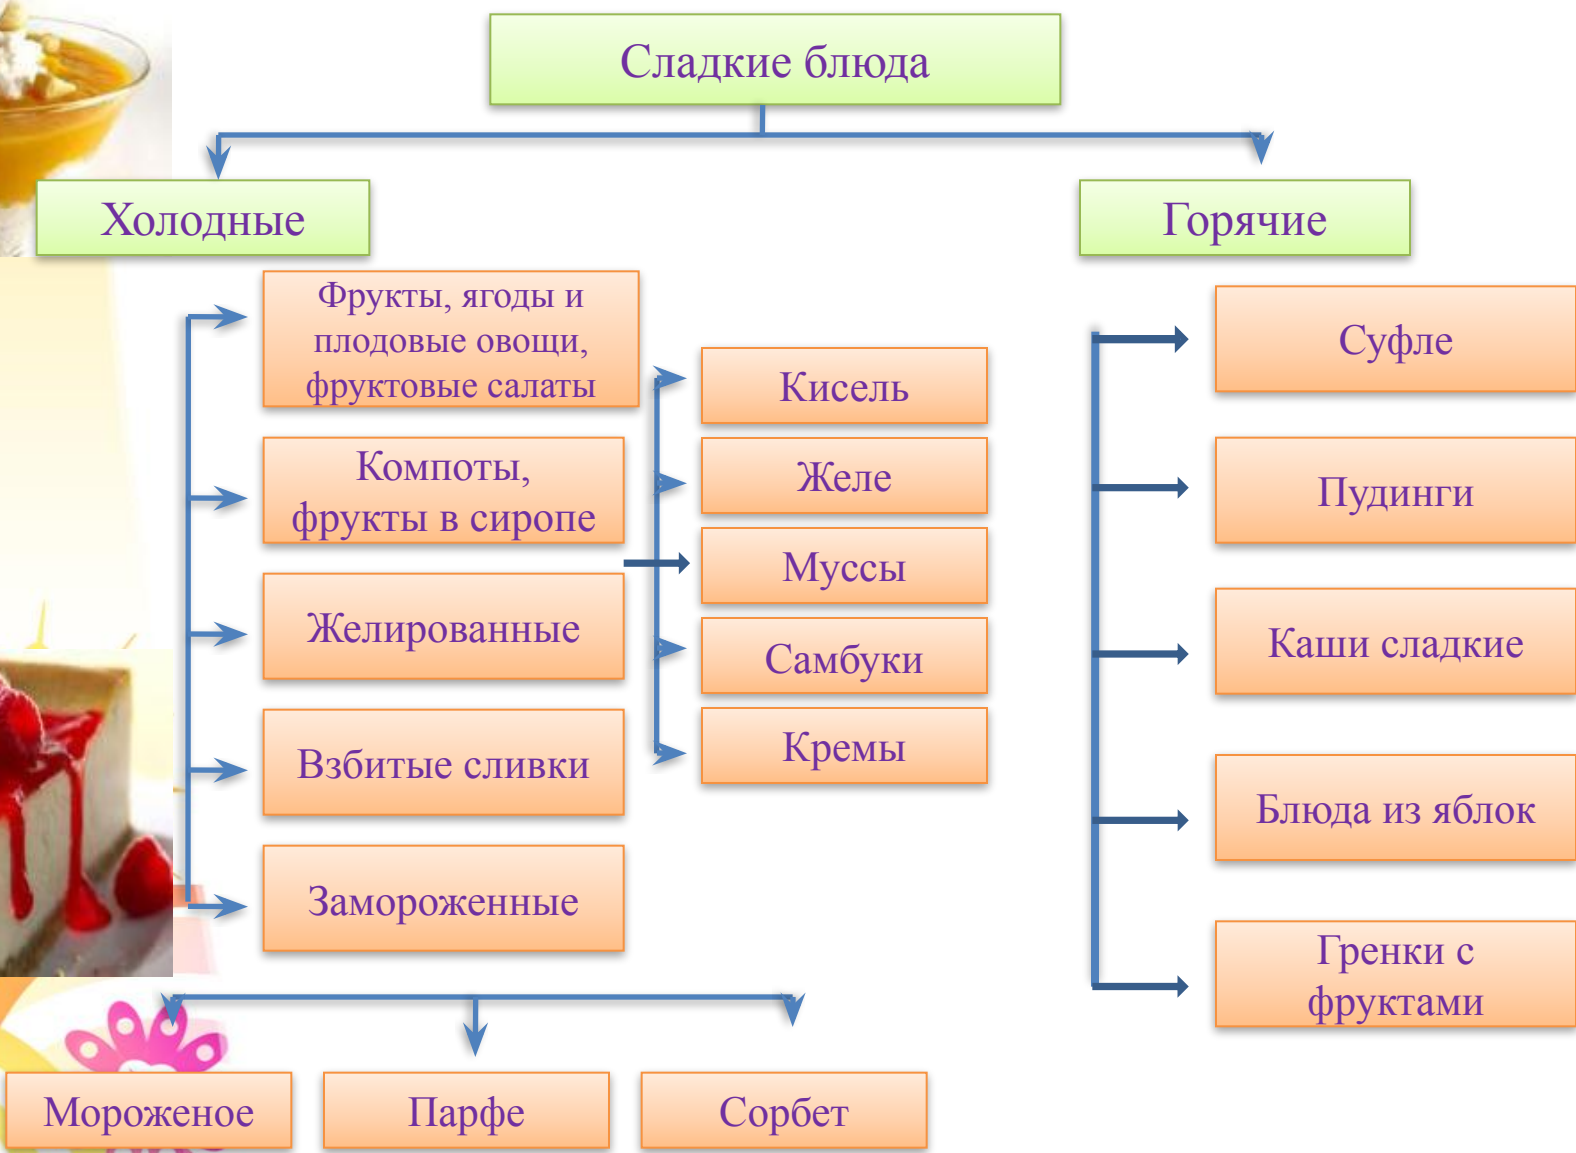 Сладкие блюда
Холодные
Горячие
Фрукты, ягоды и
плодовые овощи,
фруктовые салаты
Компоты,
фрукты в сиропе
Желированные
Взбитые сливки
Замороженные
Кисель
Желе
Муссы
Самбуки
Кремы
Суфле
Пудинги
Каши сладкие
Блюда из яблок
Гренки с
фруктами
Мороженое
Парфе
Сорбет